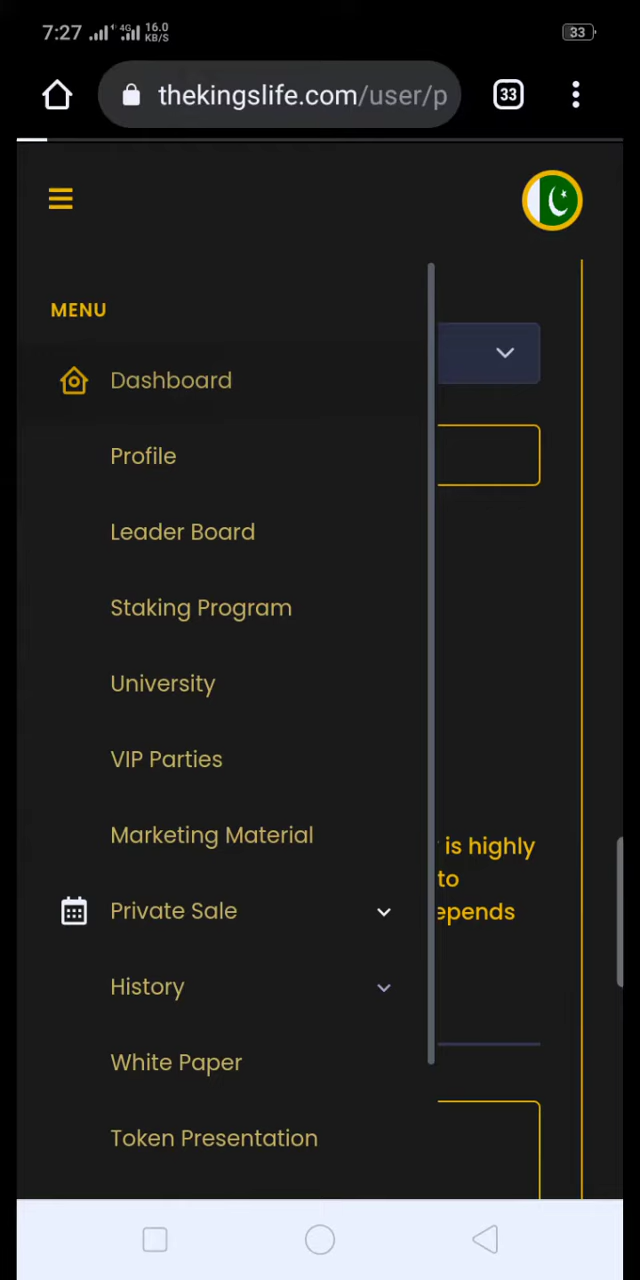 7:27 4G 16.0 KB/S 33
thekingslife.com/user/p 33
MENU
Dashboard
Profile
Leader Board
Staking Program
University
VIP Parties
Marketing Material
is highly
to
epends
Private Sale
History
White Paper
Token Presentation